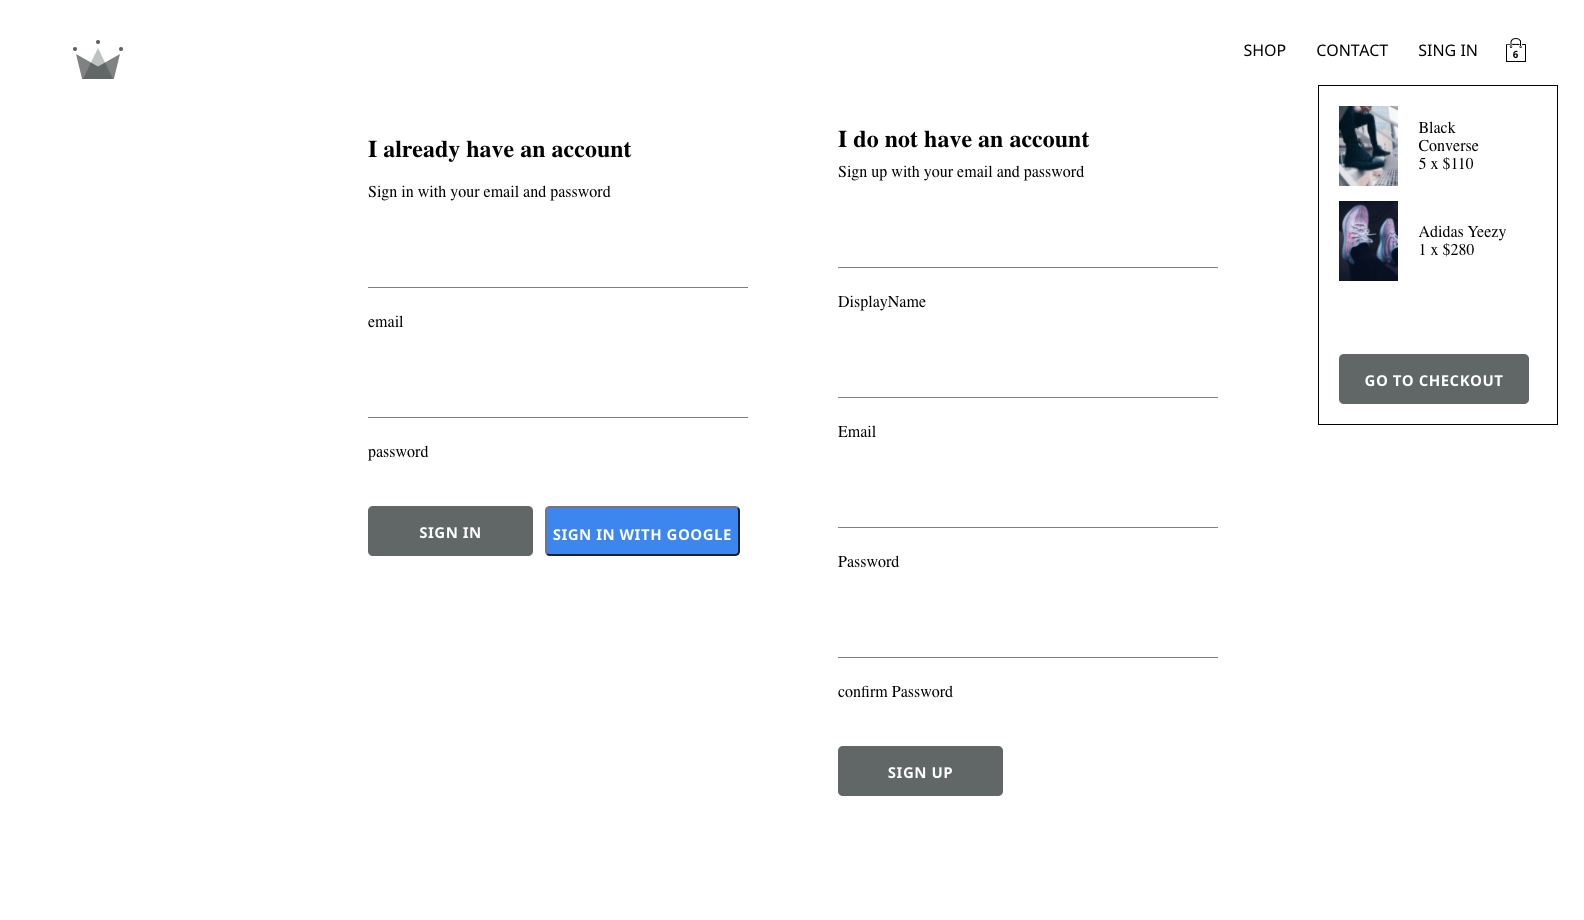 SHOP CONTACT SING IN 6
I already have an account
Sign in with your email and password
email
password
SIGN IN SIGN IN WITH GOOGLE
I do not have an account
Sign up with your email and password
DisplayName
Email
Password
confirm Password
SIGN UP
Black
Converse
5 x $110
Adidas Yeezy
1 x $280
GO TO CHECKOUT